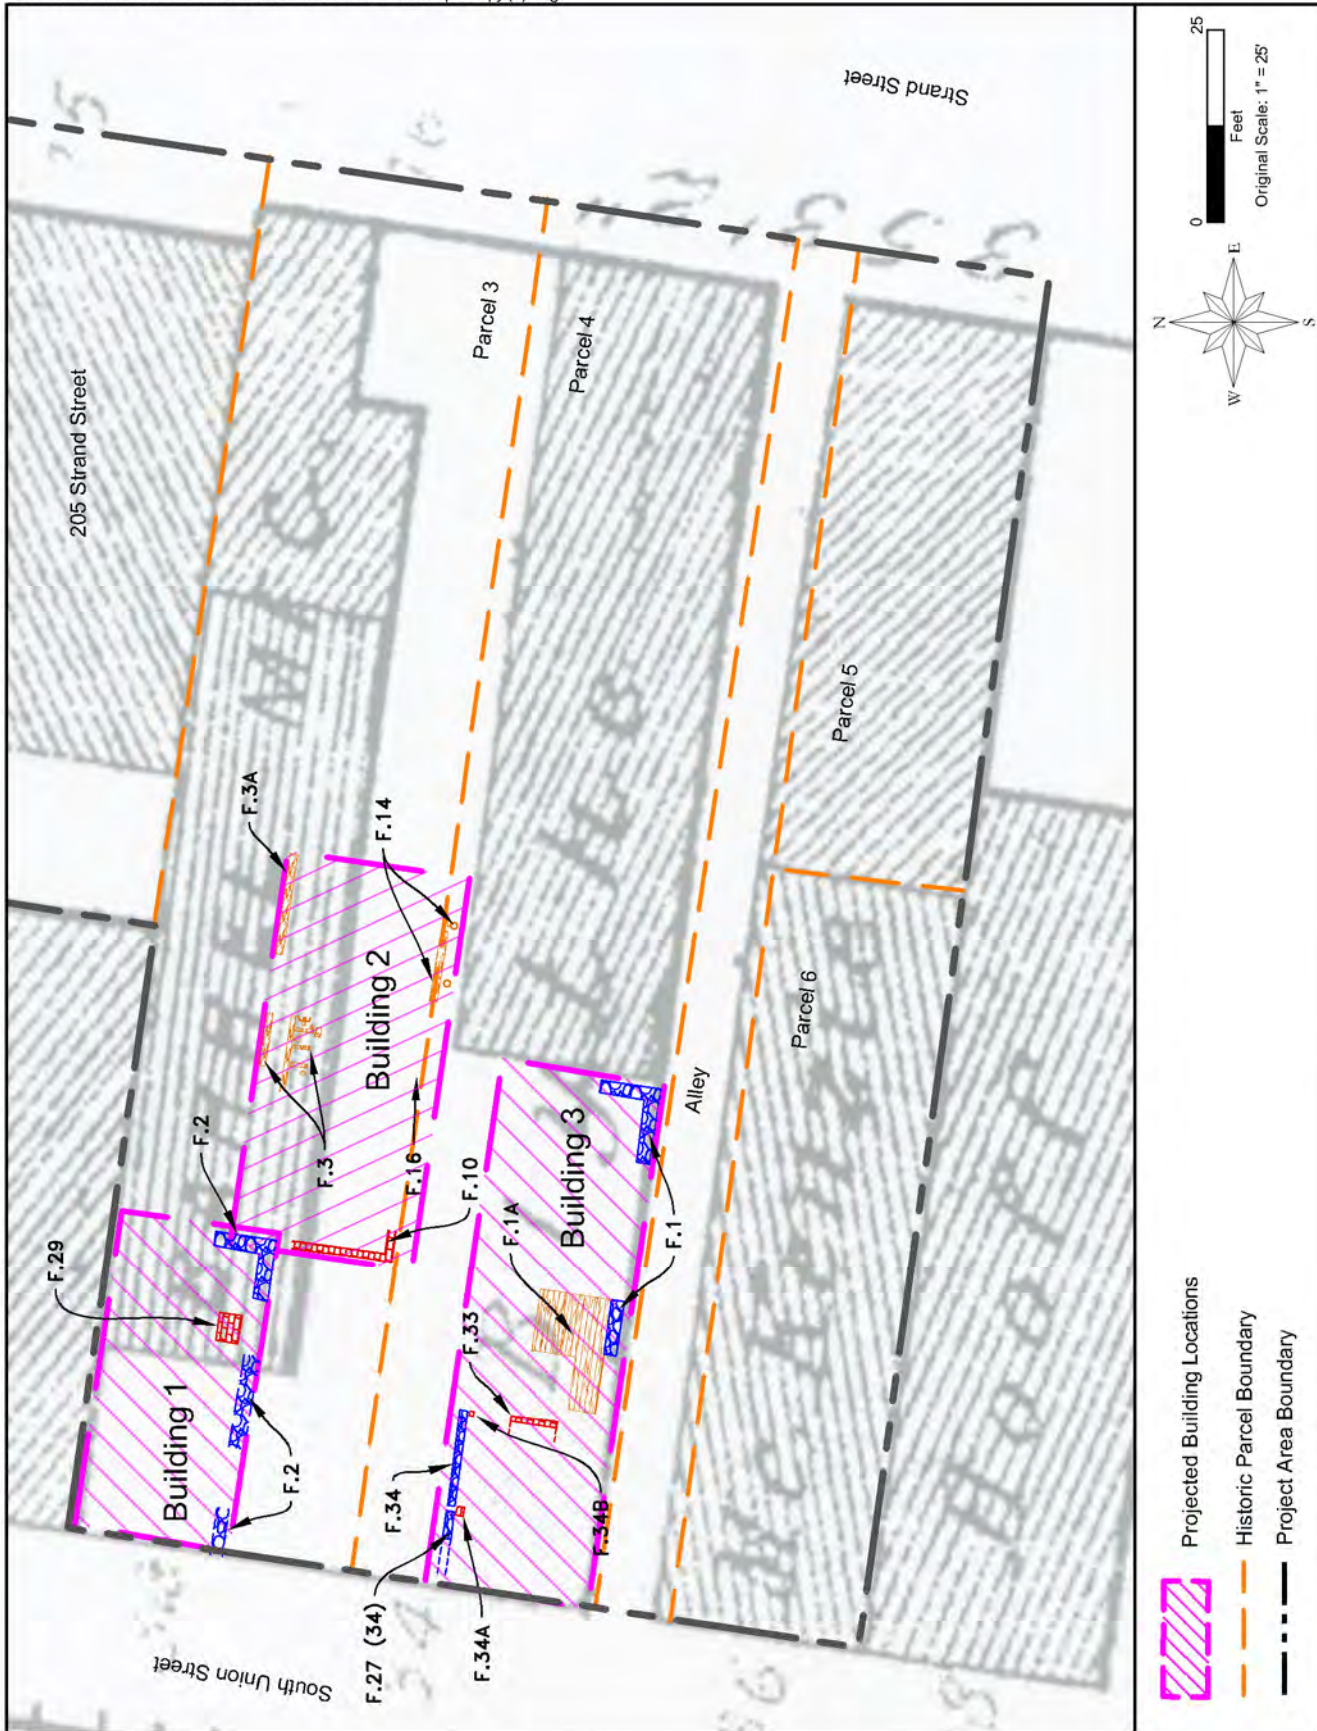 205 Strand Street
Strand Street
Parcel 3
Parcel 4
Parcel 5
Parcel 6
Alley
South Union Street
Building 1
Building 2
Building 3
F.29
F.2
F.2
F.3
F.3A
F.14
F.16
F.10
F.1A
F.1
F.33
F.34
F.27 (34)
F.34A
F.34B
34
Projected Building Locations
Historic Parcel Boundary
Project Area Boundary
N
E
S
W
0
25
Feet
Original Scale: 1" = 25'